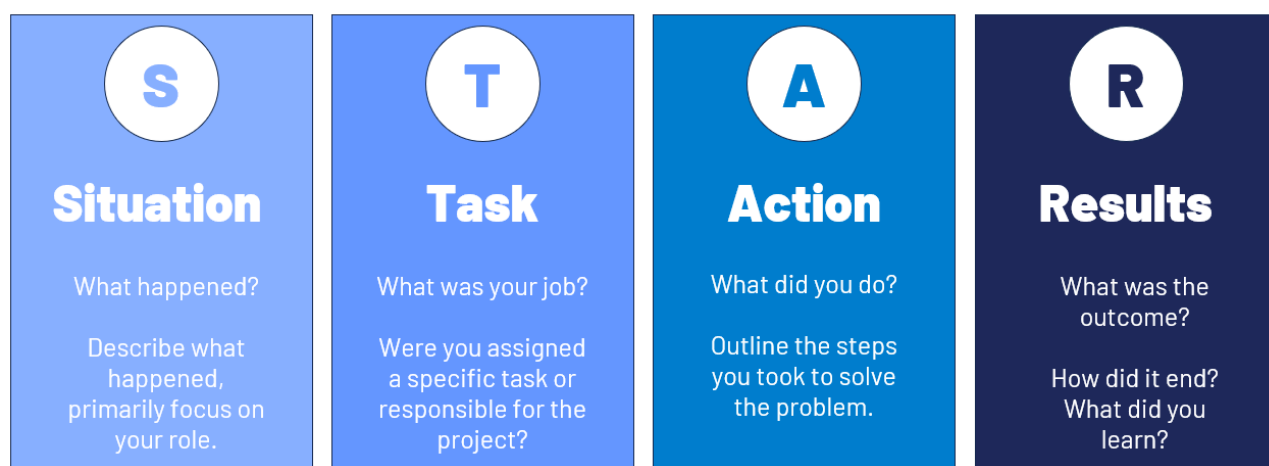 S
Situation
What happened?
Describe what
happened,
primarily focus on
your role.
T
Task
What was your job?
Were you assigned
a specific task or
responsible for the
project?
A
Action
What did you do?
Outline the steps
you took to solve
the problem.
R
Results
What was the
outcome?
How did it end?
What did you
learn?